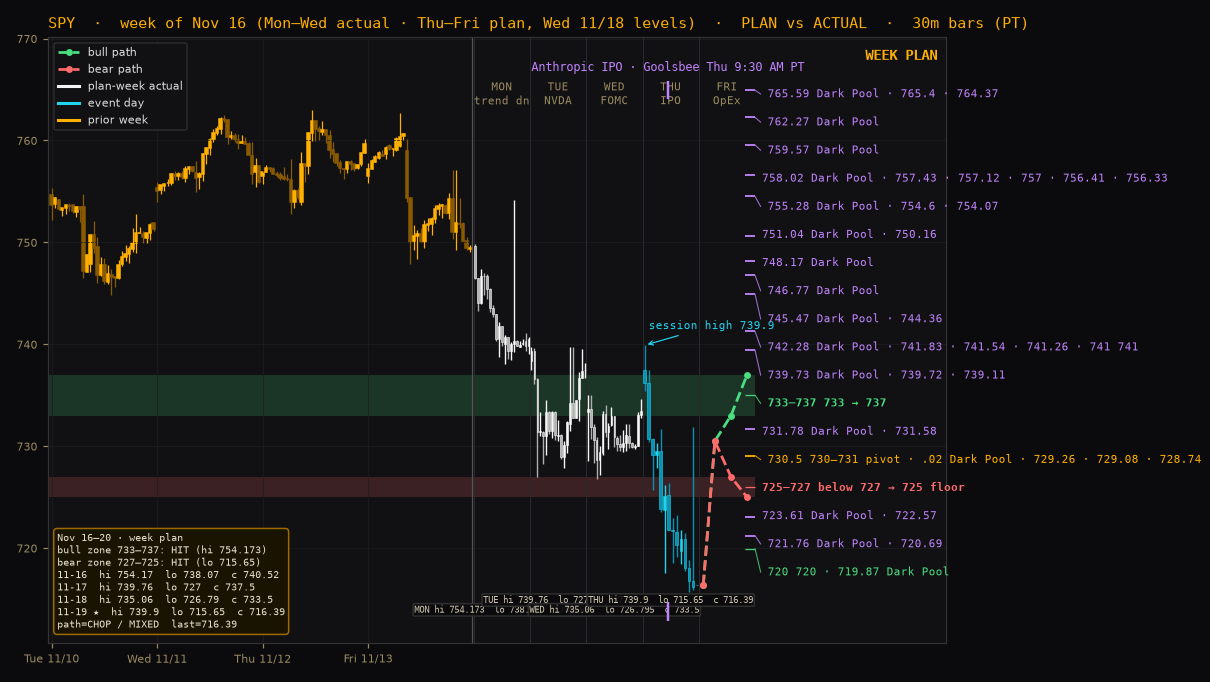 SPY · week of Nov 16 (Mon–Wed actual · Thu–Fri plan, Wed 11/18 levels) · PLAN vs ACTUAL · 30m bars (PT)
770
760
750
740
730
720
bull path
bear path
plan-week actual
event day
prior week
WEEK PLAN
Anthropic IPO · Goolsbee Thu 9:30 AM PT
MON TUE WED THU FRI
trend dn NVDA FOMC IPO OpEx
765.59 Dark Pool · 765.4 · 764.37
762.27 Dark Pool
759.57 Dark Pool
758.02 Dark Pool · 757.43 · 757.12 · 757 · 756.41 · 756.33
755.28 Dark Pool · 754.6 · 754.07
751.04 Dark Pool · 750.16
748.17 Dark Pool
746.77 Dark Pool
745.47 Dark Pool · 744.36
session high 739.9
742.28 Dark Pool · 741.83 · 741.54 · 741.26 · 741 741
739.73 Dark Pool · 739.72 · 739.11
733–737 733 → 737
731.78 Dark Pool · 731.58
730.5 730–731 pivot · .02 Dark Pool · 729.26 · 729.08 · 728.74
725–727 below 727 → 725 floor
723.61 Dark Pool · 722.57
721.76 Dark Pool · 720.69
720 720 · 719.87 Dark Pool
Nov 16–20 · week plan
bull zone 733–737: HIT (hi 754.173)
bear zone 727–725: HIT (lo 715.65)
11-16 hi 754.17 lo 738.07 c 740.52
11-17 hi 739.76 lo 727 c 737.5
11-18 hi 735.06 lo 726.79 c 733.5
11-19 ★ hi 739.9 lo 715.65 c 716.39
path=CHOP / MIXED last=716.39
TUE hi 739.76 lo 727
THU hi 739.9 lo 715.65 c 716.39
MON hi 754.173 lo 738.
WED hi 735.06 lo 726.795 c 733.5
Tue 11/10
Wed 11/11
Thu 11/12
Fri 11/13